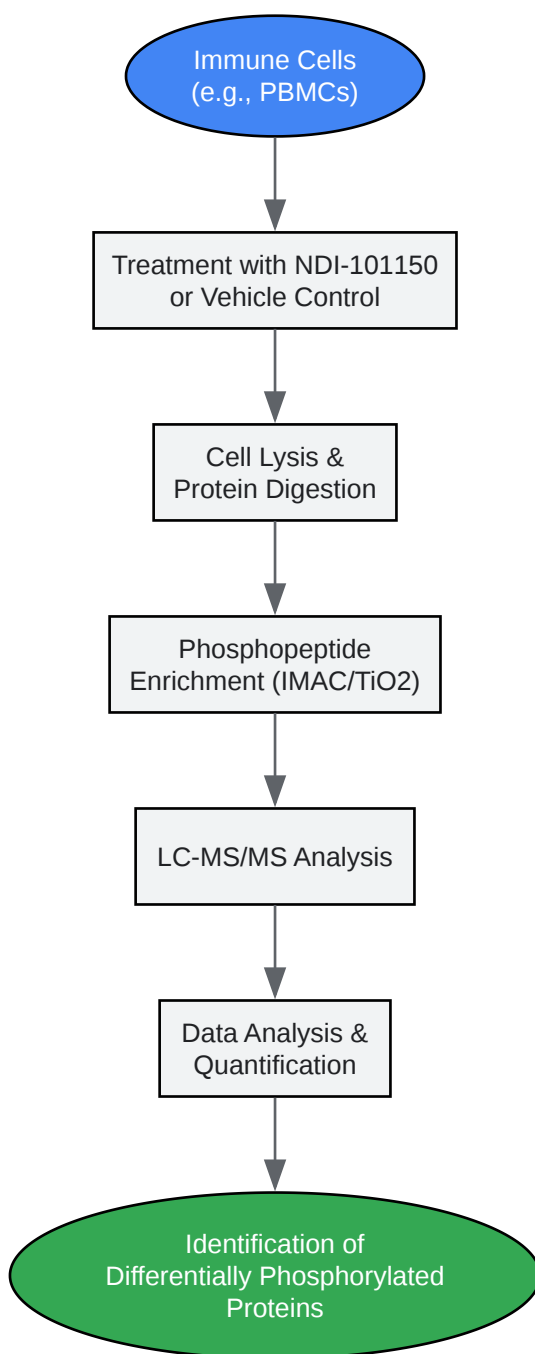 Immune Cells
(e.g., PBMCs)
Treatment with NDI-101150
or Vehicle Control
Cell Lysis &
Protein Digestion
Phosphopeptide
Enrichment (IMAC/TiO2)
LC-MS/MS Analysis
Data Analysis &
Quantification
Identification of
Differentially Phosphorylated
Proteins